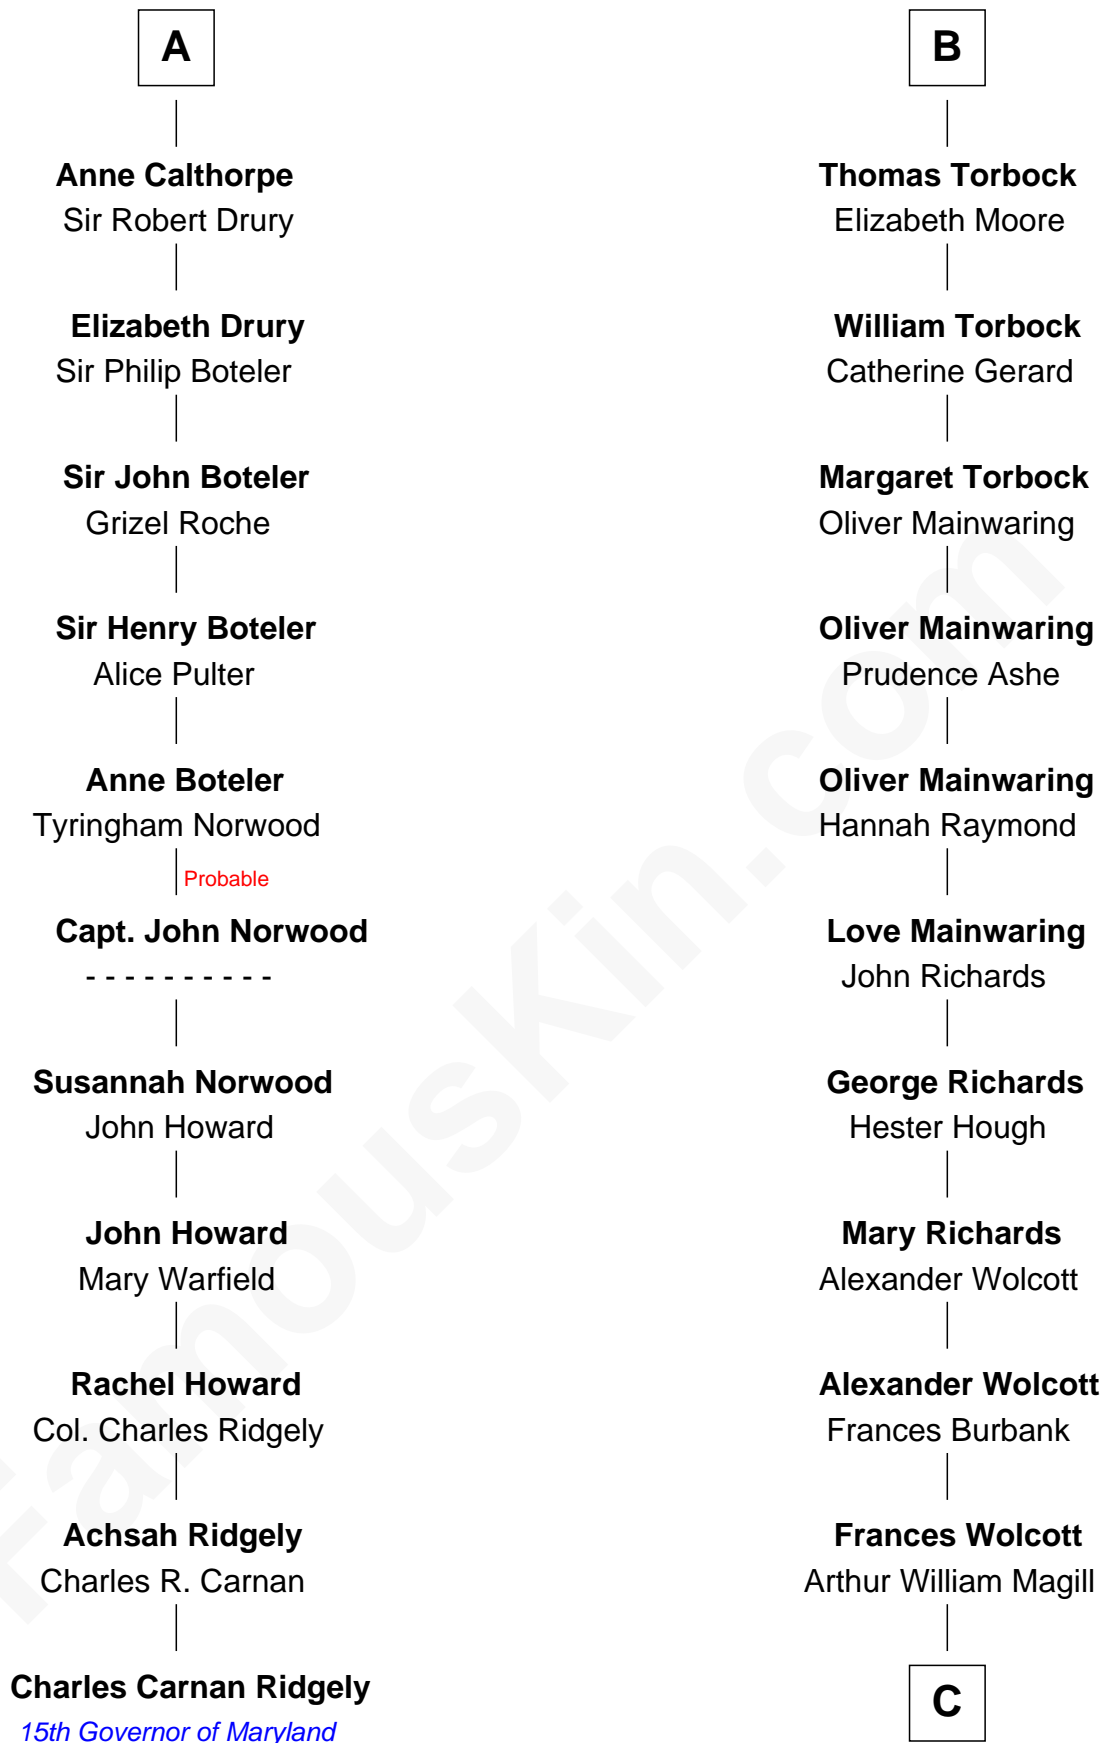 A
Anne Calthorpe
Sir Robert Drury
Elizabeth Drury
Sir Philip Boteler
Sir John Boteler
Grizel Roche
Sir Henry Boteler
Alice Pulter
Anne Boteler
Tyringham Norwood
Probable
Capt. John Norwood
- - - - - - - - - -
Susannah Norwood
John Howard
John Howard
Mary Warfield
Rachel Howard
Col. Charles Ridgely
Achsah Ridgely
Charles R. Carnan
Charles Carnan Ridgely
15th Governor of Maryland
B
Thomas Torbock
Elizabeth Moore
William Torbock
Catherine Gerard
Margaret Torbock
Oliver Mainwaring
Oliver Mainwaring
Prudence Ashe
Oliver Mainwaring
Hannah Raymond
Love Mainwaring
John Richards
George Richards
Hester Hough
Mary Richards
Alexander Wolcott
Alexander Wolcott
Frances Burbank
Frances Wolcott
Arthur William Magill
C
FamousKin.com